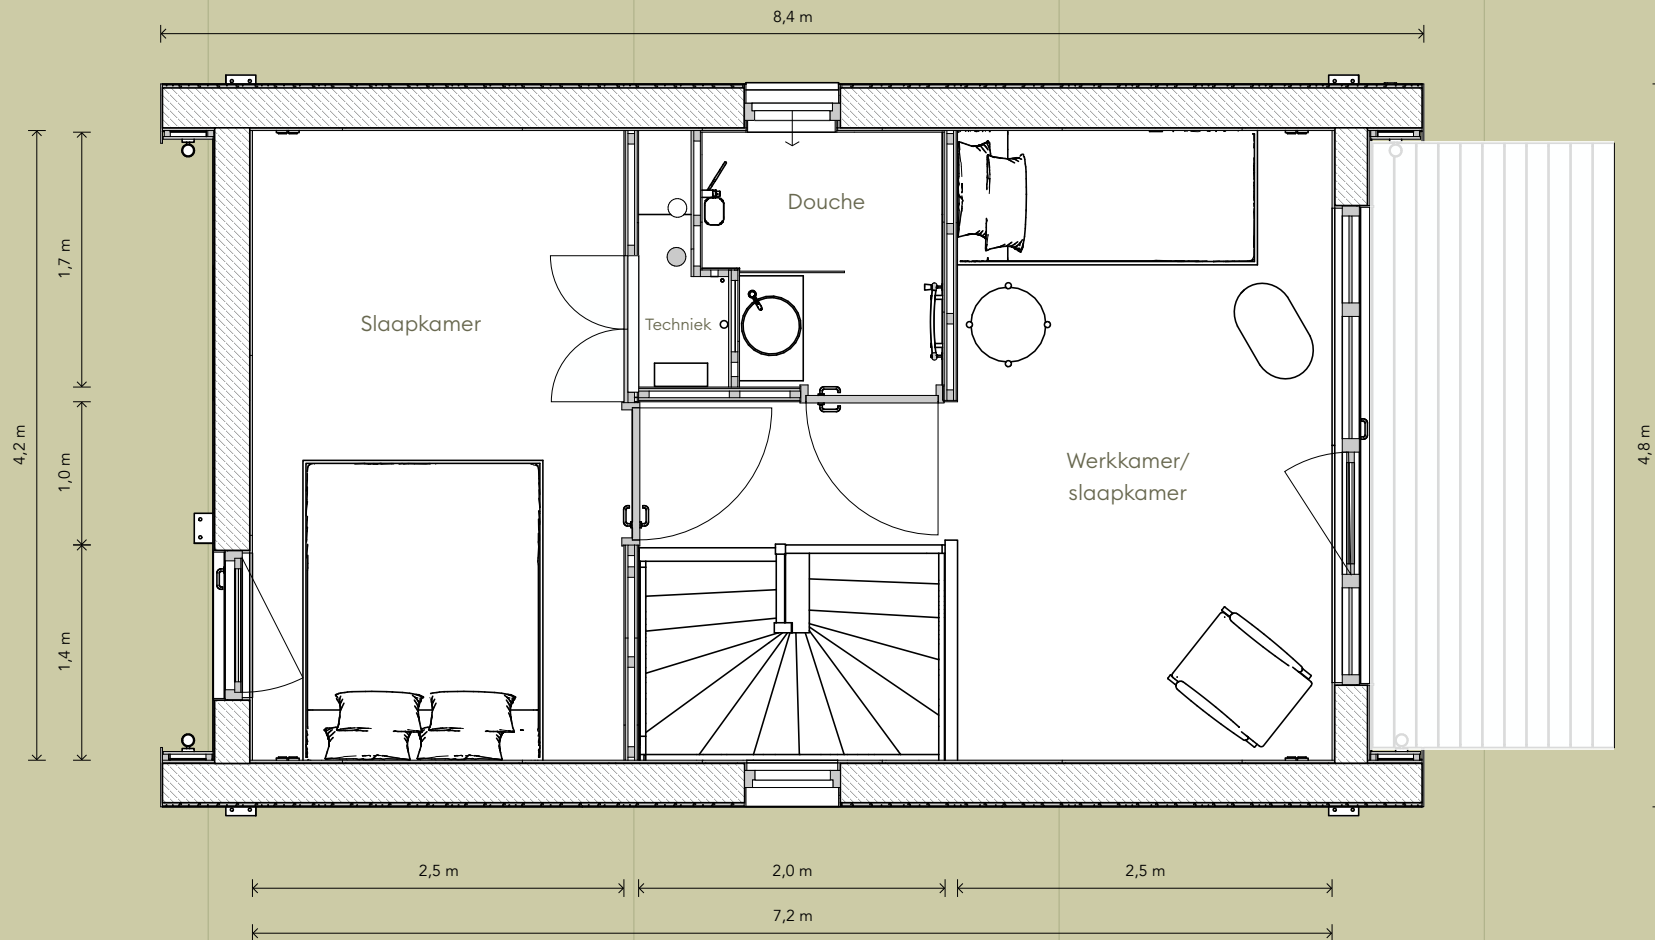 8,4 m
Douche
1,7 m
Slaapkamer
Techniek
4,2 m
1,0 m
4,8 m
Werkkamer/
slaapkamer
1,4 m
2,5 m
2,0 m
2,5 m
7,2 m